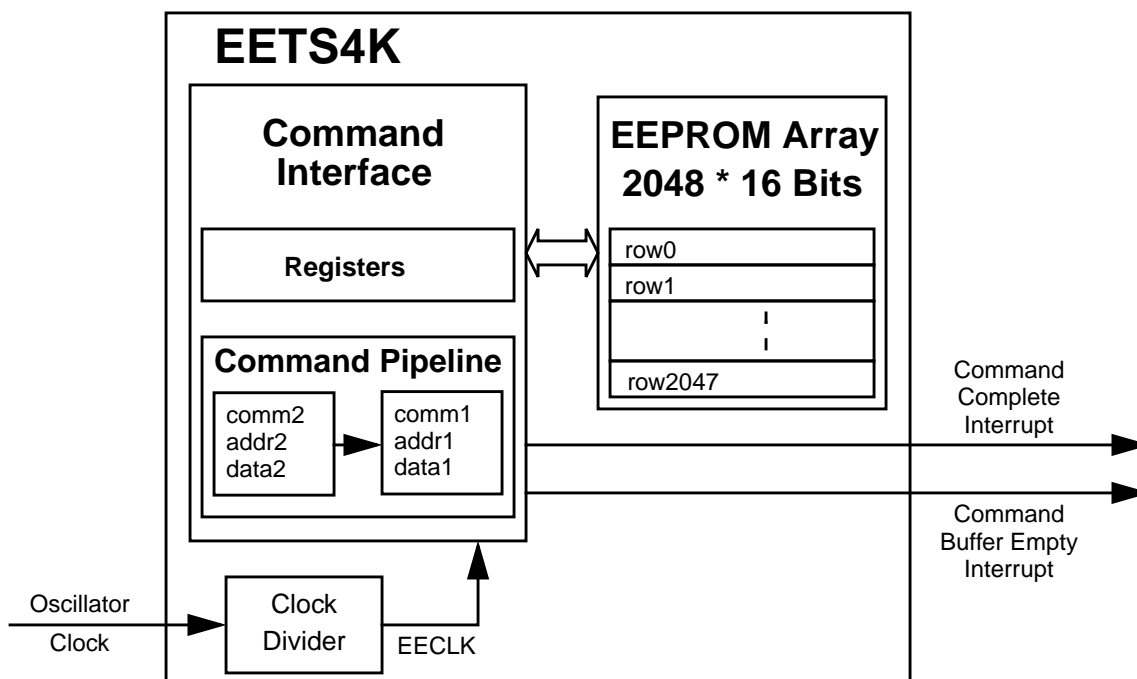 EETS4K
Command
Interface
Registers
Command Pipeline
comm2
addr2
data2
comm1
addr1
data1
EEPROM Array
2048 * 16 Bits
row0
row1
row2047
Command
Complete
Interrupt
Command
Buffer Empty
Interrupt
Oscillator
Clock
Clock
Divider
EECLK